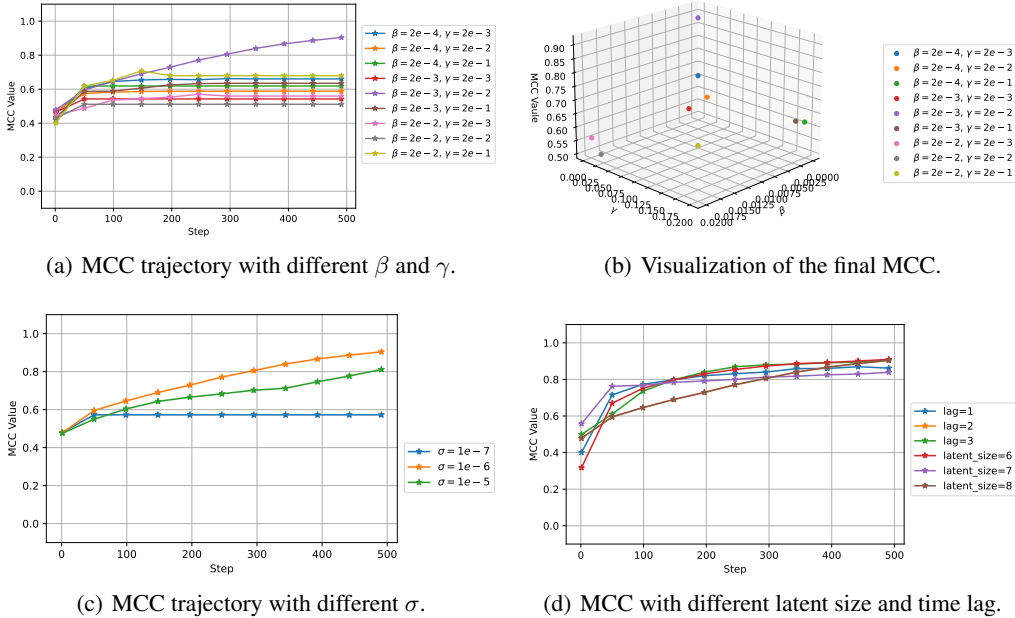 1.0
0.8
0.6
0.4
0.2
0.0
MCC Value
0 100 200 300 400 500
Step
β = 2e − 4, γ = 2e − 3
β = 2e − 4, γ = 2e − 2
β = 2e − 4, γ = 2e − 1
β = 2e − 3, γ = 2e − 3
β = 2e − 3, γ = 2e − 2
β = 2e − 3, γ = 2e − 1
β = 2e − 2, γ = 2e − 3
β = 2e − 2, γ = 2e − 2
β = 2e − 2, γ = 2e − 1
(a) MCC trajectory with different β and γ.
0.90
0.85
0.80
0.75
0.70
0.65
0.60
0.55
0.50
MCC Vaule
0.000
0.025
0.050
0.075
0.100
0.125
0.150
0.175
0.200
γ
0.0000
0.0025
0.0050
0.0075
0.0100
0.0125
0.0150
0.0175
0.0200
β
β = 2e − 4, γ = 2e − 3
β = 2e − 4, γ = 2e − 2
β = 2e − 4, γ = 2e − 1
β = 2e − 3, γ = 2e − 3
β = 2e − 3, γ = 2e − 2
β = 2e − 3, γ = 2e − 1
β = 2e − 2, γ = 2e − 3
β = 2e − 2, γ = 2e − 2
β = 2e − 2, γ = 2e − 1
(b) Visualization of the final MCC.
1.0
0.8
0.6
0.4
0.2
0.0
MCC Value
0 100 200 300 400 500
Step
σ = 1e − 7
σ = 1e − 6
σ = 1e − 5
(c) MCC trajectory with different σ.
1.0
0.8
0.6
0.4
0.2
0.0
MCC Value
0 100 200 300 400 500
Step
lag=1
lag=2
lag=3
latent_size=6
latent_size=7
latent_size=8
(d) MCC with different latent size and time lag.